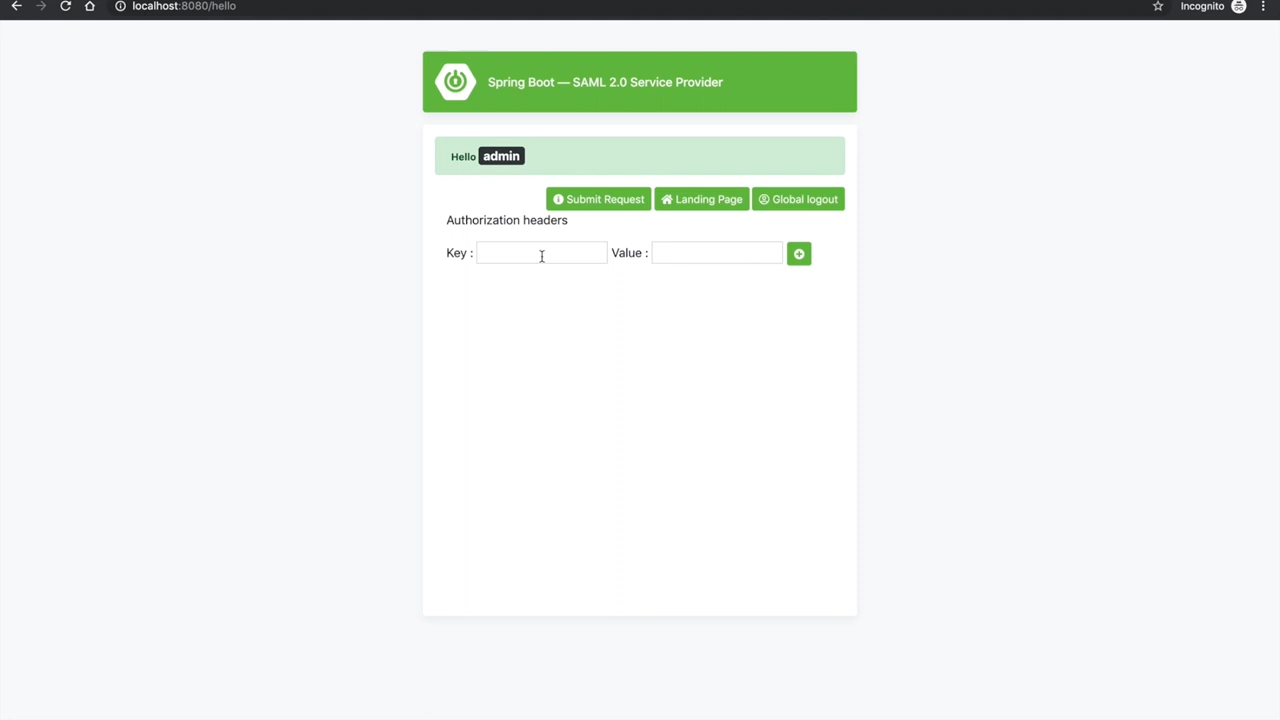 localhost:8080/hello
Incognito
Spring Boot — SAML 2.0 Service Provider
Hello admin
Submit Request Landing Page Global logout
Authorization headers
Key : Value :